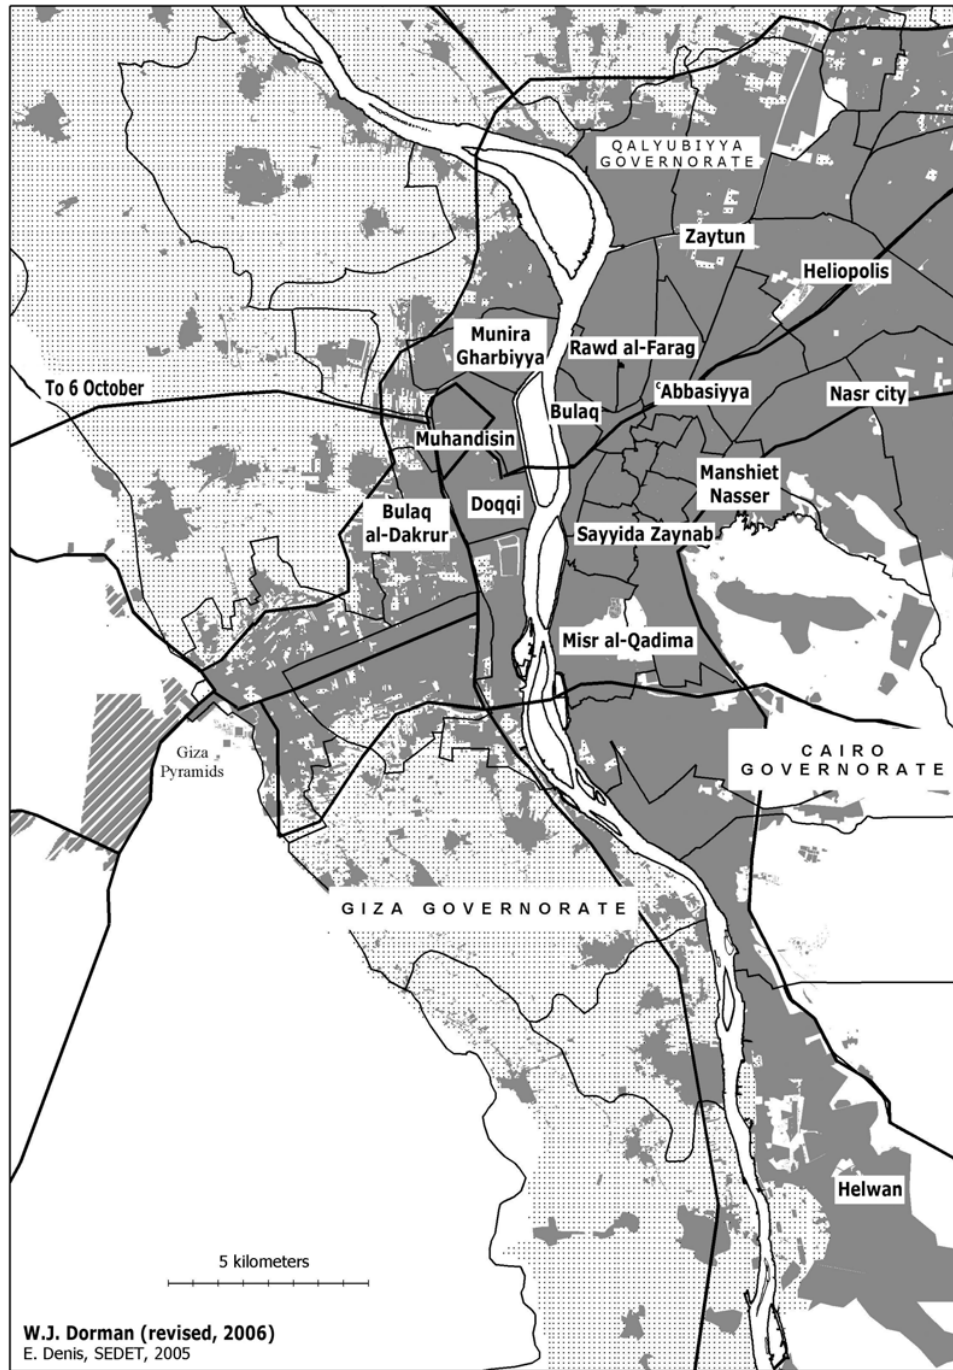 QALYUBIYYA
GOVERNORATE
Zaytun
Heliopolis
Munira
Gharbiyya
Rawd al-Farag
To 6 October
ᶜAbbasiyya
Nasr city
Bulaq
Muhandisin
Manshiet
Nasser
Doqqi
Bulaq
al-Dakrur
Sayyida Zaynab
Misr al-Qadima
Giza
Pyramids
CAIRO
GOVERNORATE
GIZA GOVERNORATE
Helwan
5 kilometers
W.J. Dorman (revised, 2006)
E. Denis, SEDET, 2005